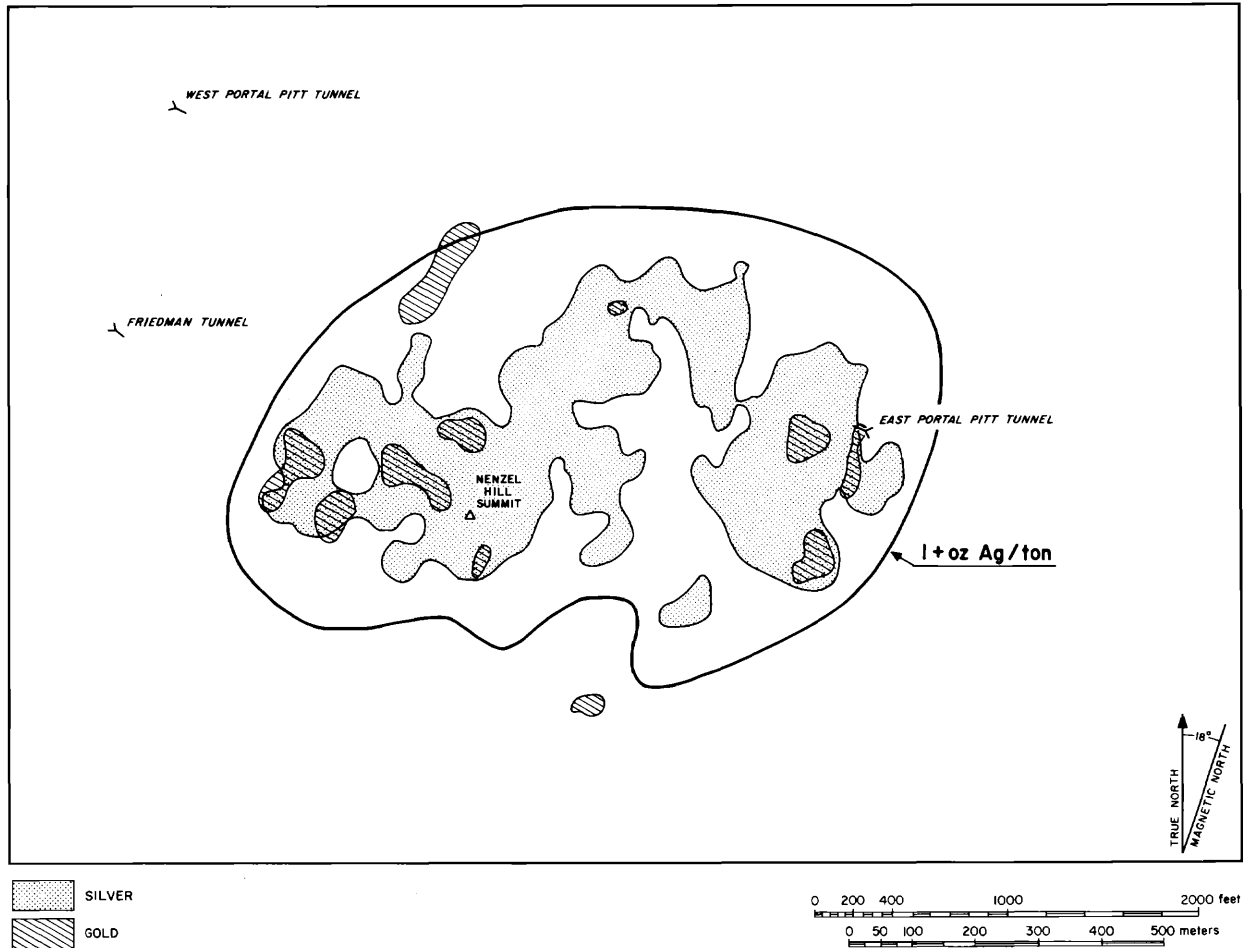 WEST PORTAL PITT TUNNEL
FRIEDMAN TUNNEL
EAST PORTAL PITT TUNNEL
NENZEL
HILL
SUMMIT
1+oz Ag/ton
18°
TRUE NORTH
MAGNETIC NORTH
SILVER
GOLD
0 200 400 1000 2000 feet
0 50 100 200 300 400 500 meters